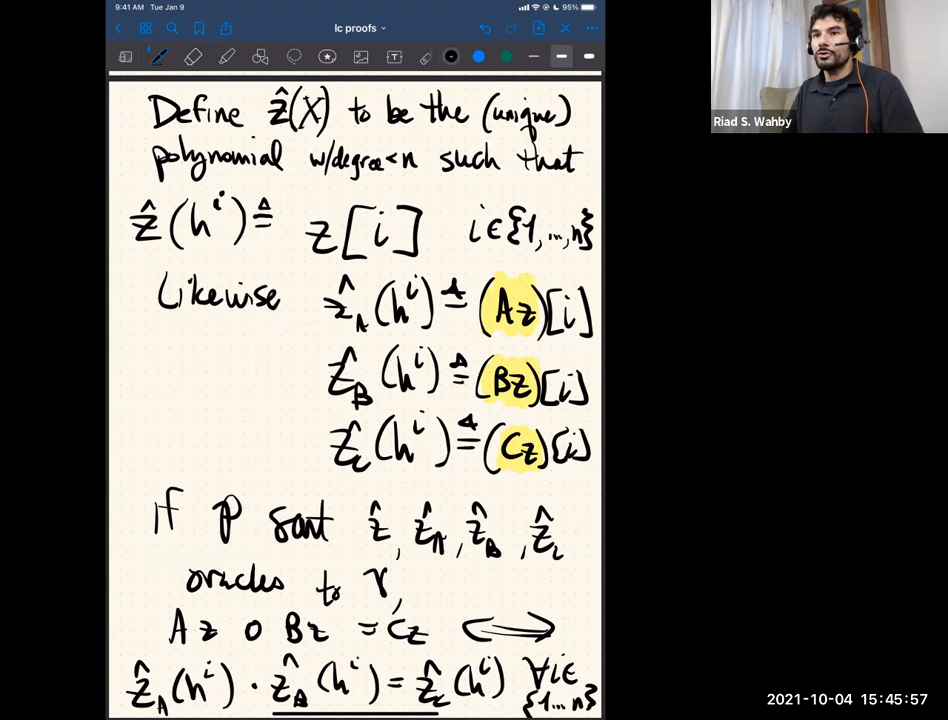 9:41 AM Tue Jan 9
95%
lc proofs
Define ẑ(X) to be the (unique)
polynomial w/degree<n such that
ẑ(hⁱ) ≜ z[i] i∈{1,...,n}
Likewise ẑ_A(hⁱ) ≜ (Az)[i]
ẑ_B(hⁱ) ≜ (Bz)[i]
ẑ_C(hⁱ) ≜ (Cz)[i]
If P sent ẑ, ẑ_A, ẑ_B, ẑ_C
oracles to V,
Az ∘ Bz = Cz ⟺
ẑ_A(hⁱ) · ẑ_B(hⁱ) = ẑ_C(hⁱ) ∀i∈
{1...n}
Riad S. Wahby
2021-10-04 15:45:57